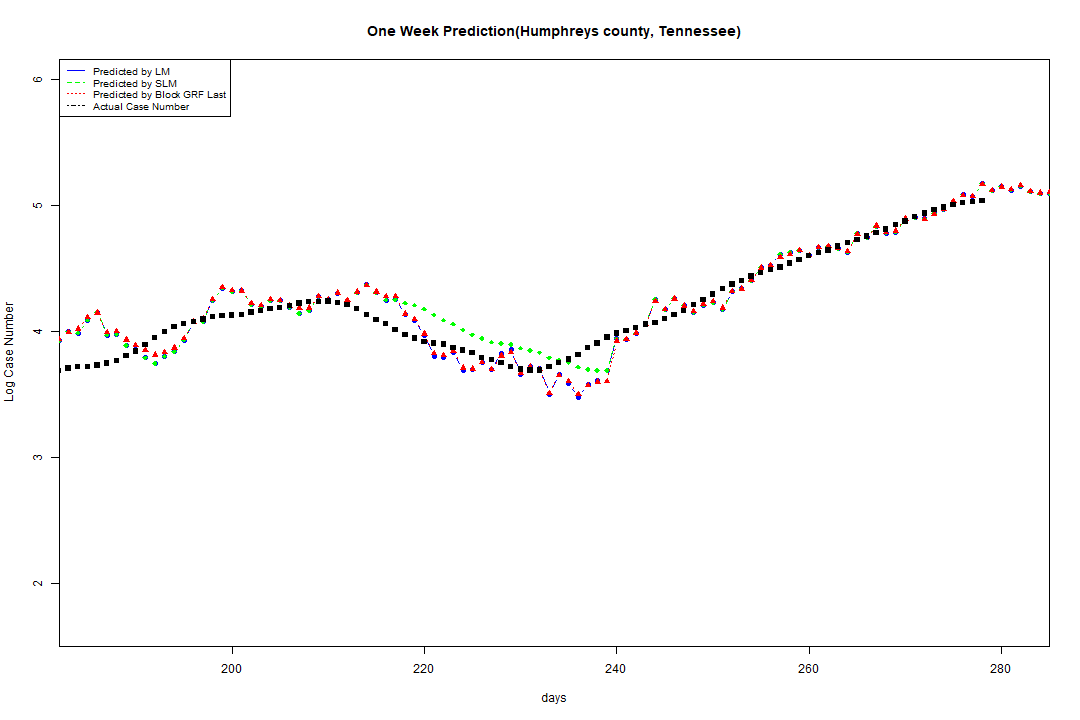 One Week Prediction(Humphreys county, Tennessee)
Predicted by LM
Predicted by SLM
Predicted by Block GRF Last
Actual Case Number
6
5
4
3
2
Log Case Number
200 220 240 260 280
days